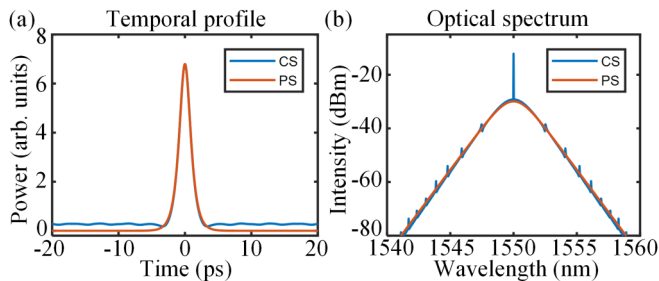 (a) Temporal profile
Power (arb. units)
8
6
4
2
0
CS
PS
-20 -10 0 10 20
Time (ps)
(b) Optical spectrum
Intensity (dBm)
-20
-40
-60
-80
CS
PS
1540 1545 1550 1555 1560
Wavelength (nm)